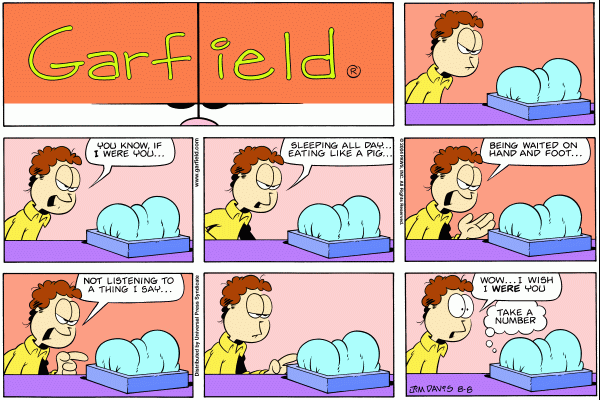 Garfield®
YOU KNOW, IF
I WERE YOU...
www.garfield.com
SLEEPING ALL DAY...
EATING LIKE A PIG...
BEING WAITED ON
HAND AND FOOT...
NOT LISTENING TO
A THING I SAY...
Distributed by Universal Press Syndicate
WOW...I WISH
I WERE YOU
TAKE A
NUMBER
JIM DAVIS 8-8